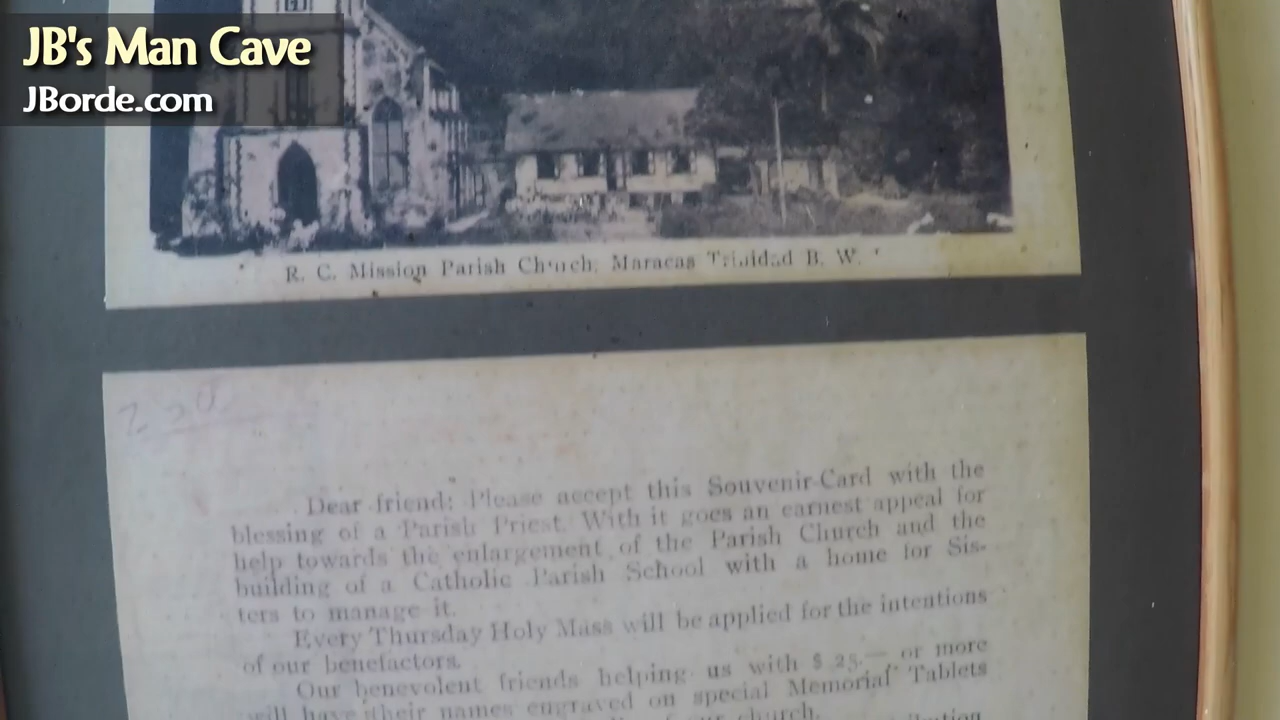 JB's Man Cave
JBorde.com
R. C. Mission Parish Church, Maracas Trinidad B. W.
Dear friend: Please accept this Souvenir-Card with the
blessing of a Parish Priest. With it goes an earnest appeal for
help towards the enlargement of the Parish Church and the
building of a Catholic Parish School with a home for Sis-
ters to manage it.
Every Thursday Holy Mass will be applied for the intentions
of our benefactors.
Our benevolent friends helping us with $ 25.— or more
will have their names engraved on special Memorial Tablets
of our church.